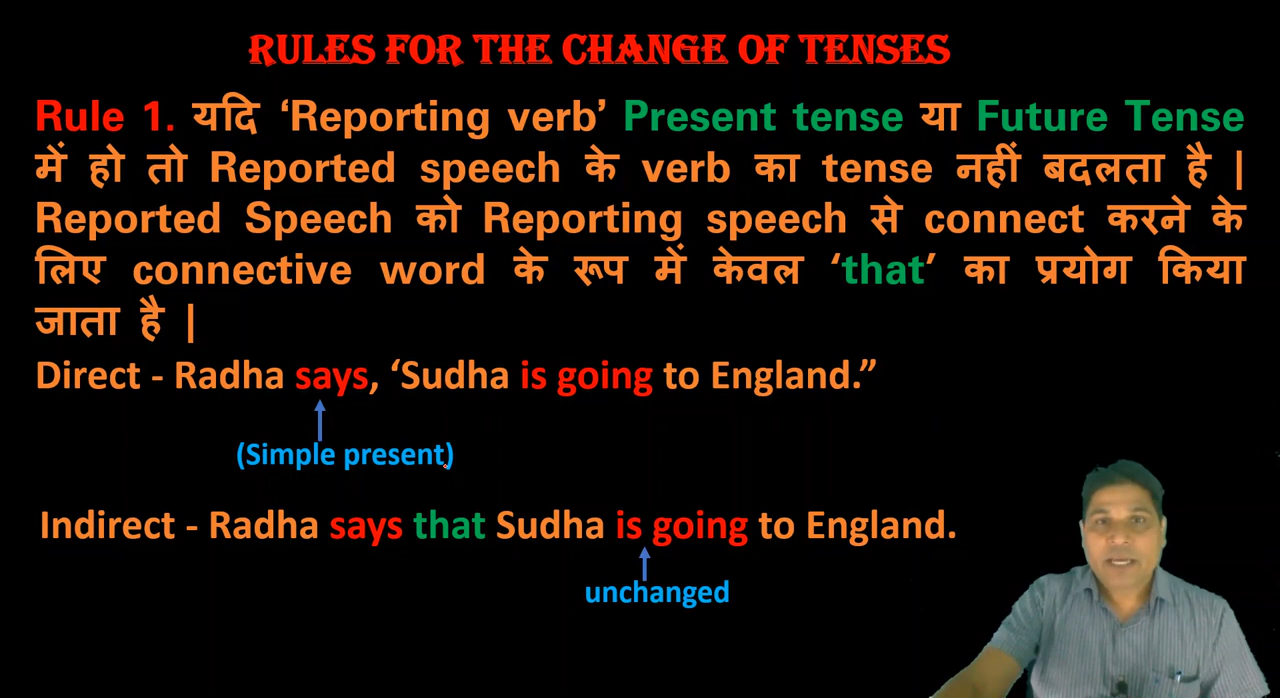 RULES FOR THE CHANGE OF TENSES
Rule 1. यदि ‘Reporting verb’ Present tense या Future Tense
में हो तो Reported speech के verb का tense नहीं बदलता है |
Reported Speech को Reporting speech से connect करने के
लिए connective word के रूप में केवल ‘that’ का प्रयोग किया
जाता है |
Direct - Radha says, ‘Sudha is going to England.”
(Simple present)
Indirect - Radha says that Sudha is going to England.
unchanged